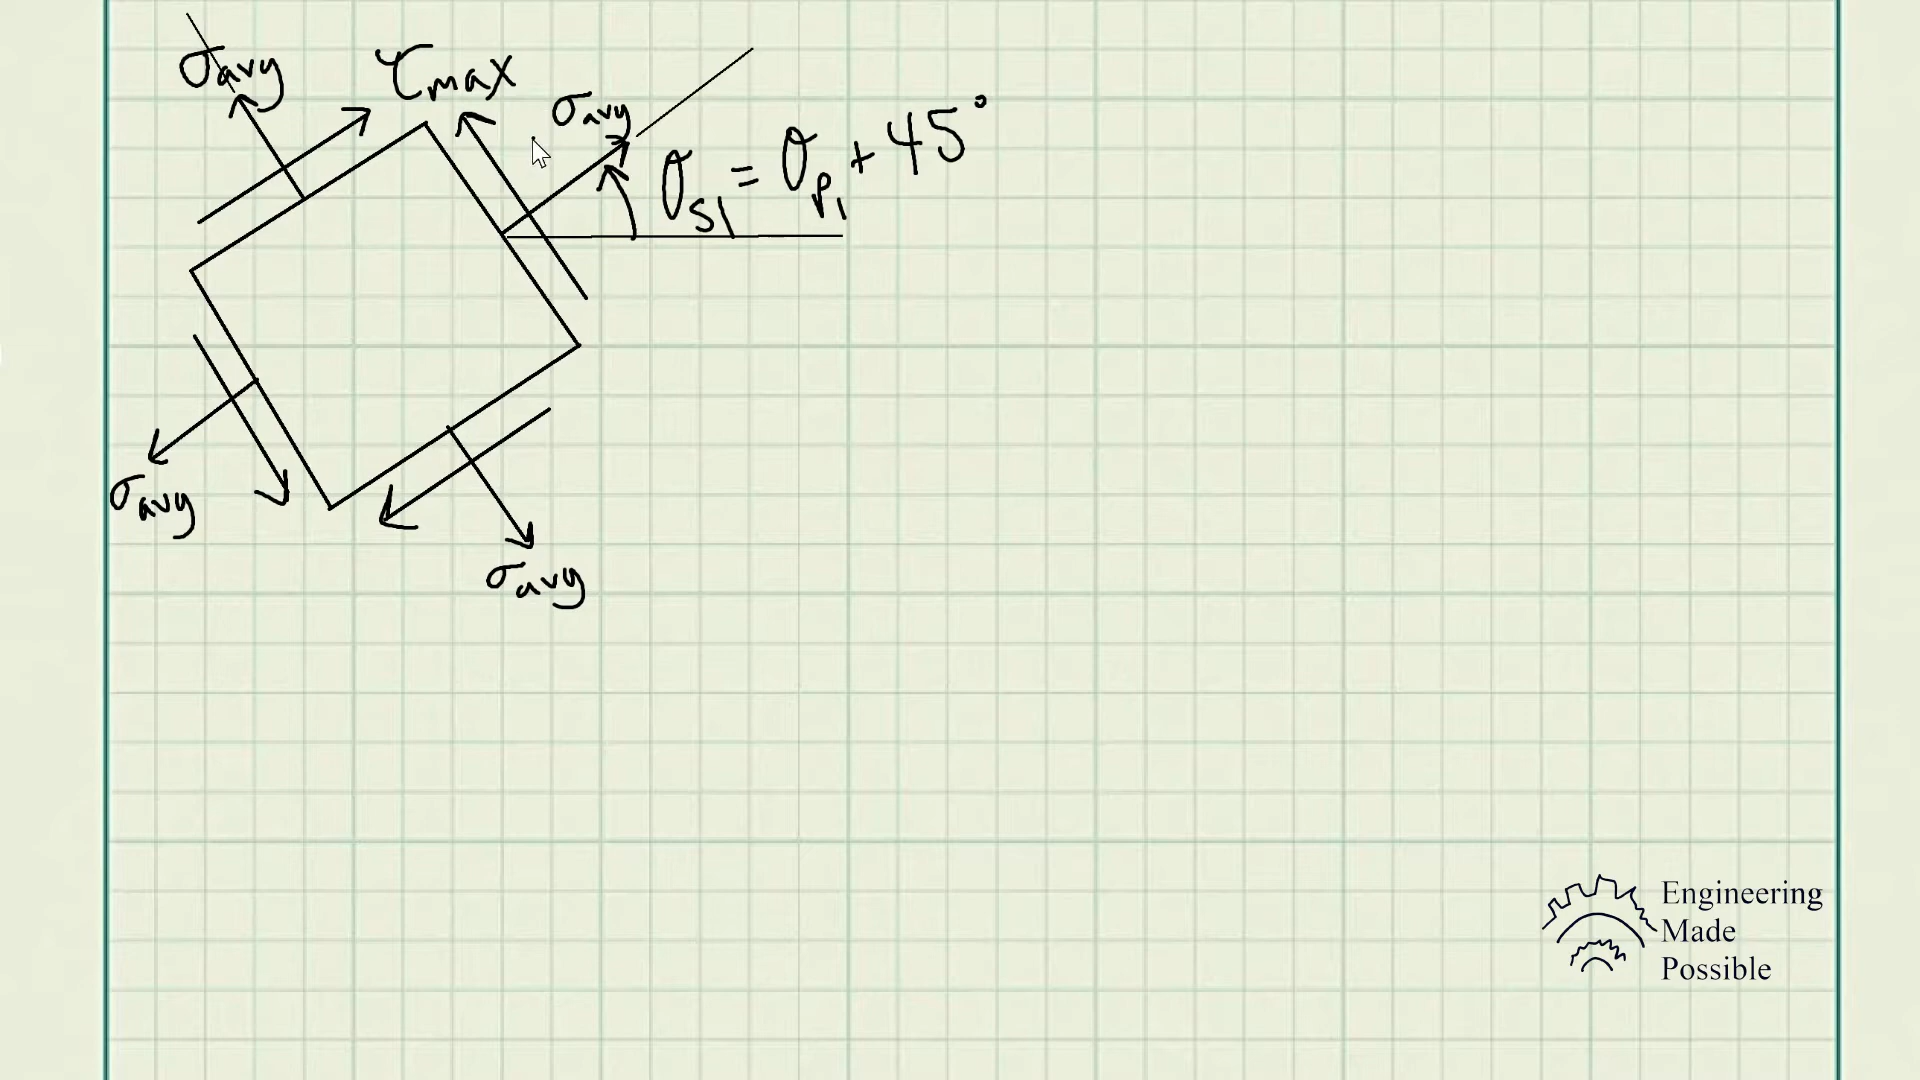 σavg
τmax
σavg
θs1 = θp1 + 45°
σavg
σavg
Engineering
Made
Possible